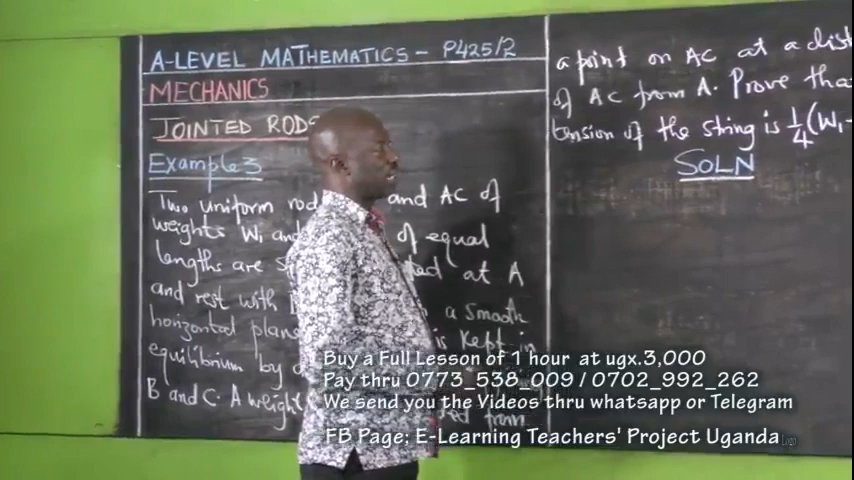 A-LEVEL MATHEMATICS - P425/2
MECHANICS
JOINTED RODS
Example 3
Two uniform rod and AC of
weights W1 and of equal
lengths are at A
and rest with a smooth
horizontal plane is kept in
equilibrium by
B and C. A weight from
a point on AC at a dist
of AC from A. Prove tha
tension of the string is 1/4(W1-
SOLN
Buy a Full Lesson of 1 hour at ugx.3,000
Pay thru 0773_538_009 / 0702_992_262
We send you the Videos thru whatsapp or Telegram
FB Page; E-Learning Teachers' Project Uganda